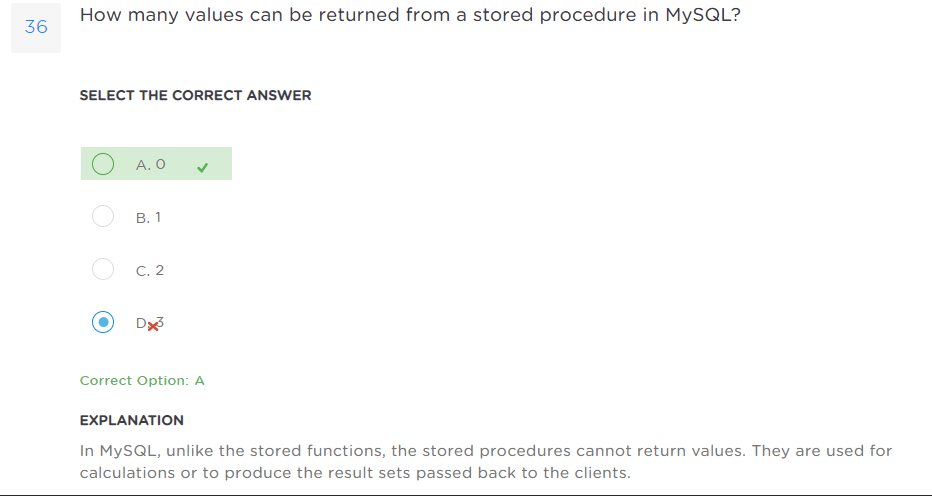 36
How many values can be returned from a stored procedure in MySQL?
SELECT THE CORRECT ANSWER
A. 0
B. 1
C. 2
D. 3
Correct Option: A
EXPLANATION
In MySQL, unlike the stored functions, the stored procedures cannot return values. They are used for
calculations or to produce the result sets passed back to the clients.